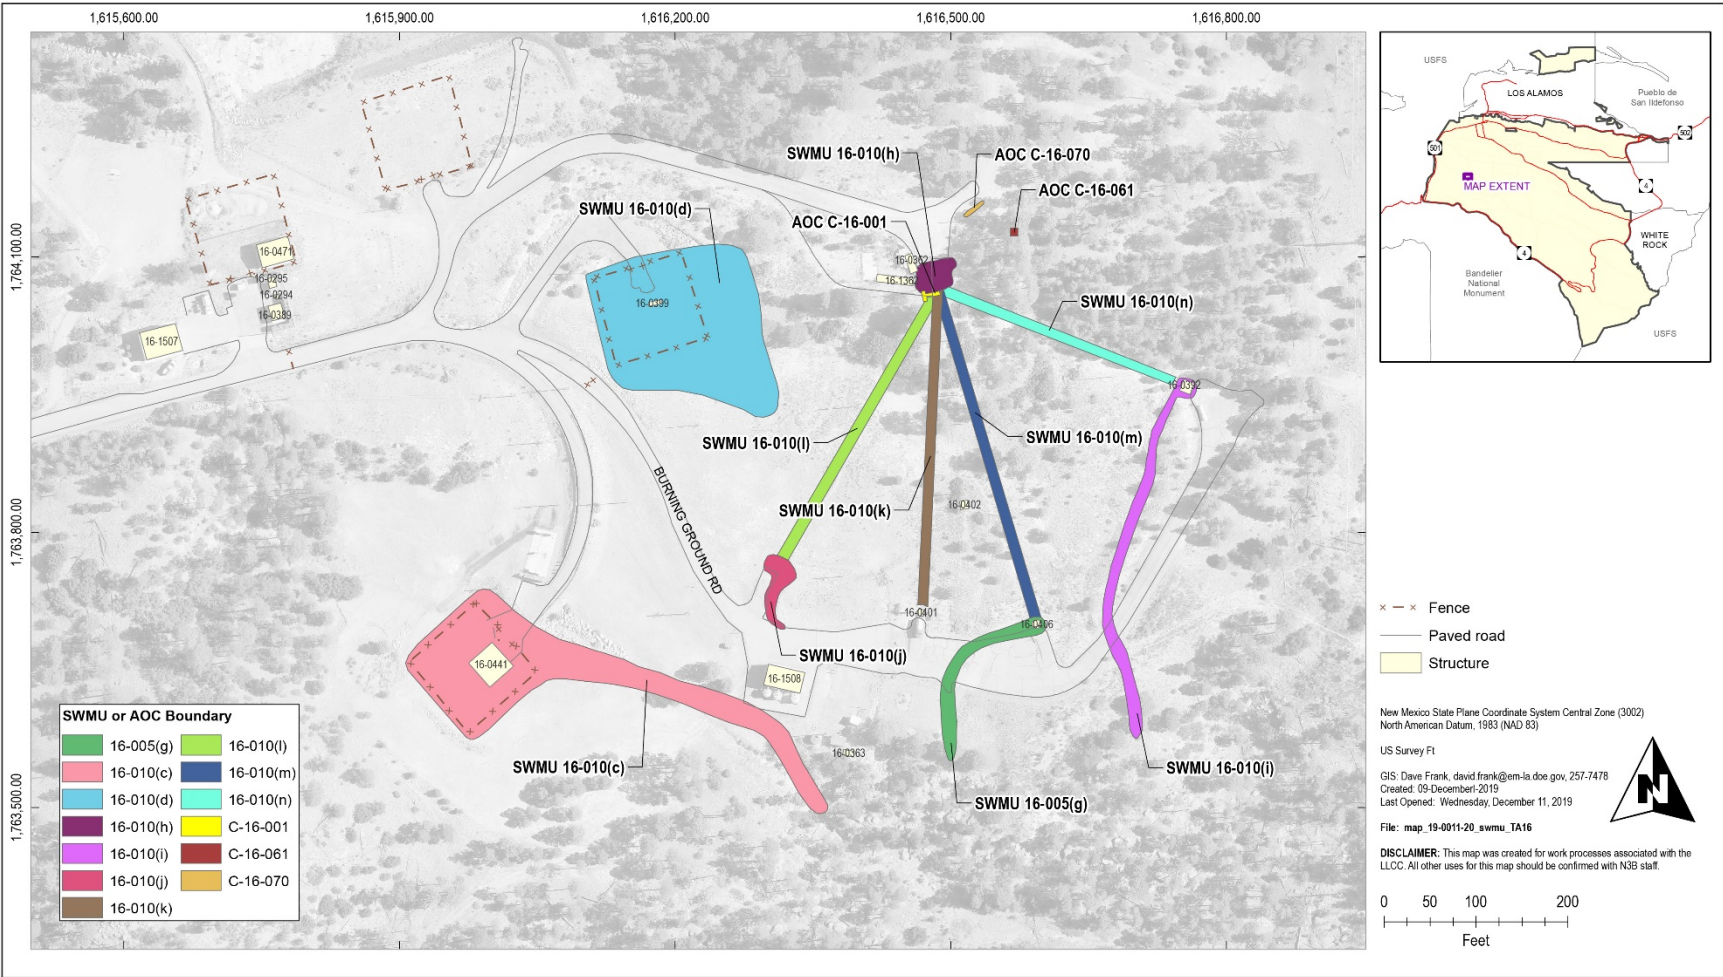 1,615,600.00
1,615,900.00
1,616,200.00
1,616,500.00
1,616,800.00
1,764,100.00
1,763,800.00
1,763,500.00
SWMU 16-010(h)
AOC C-16-070
AOC C-16-061
SWMU 16-010(d)
AOC C-16-001
16-0471
16-0295
16-0294
16-0389
16-1507
16-0399
16-0362
16-1362
SWMU 16-010(n)
16-0392
SWMU 16-010(l)
SWMU 16-010(m)
BURNING GROUND RD
SWMU 16-010(k)
16-0402
16-0401
16-0406
16-0441
SWMU 16-010(j)
16-1508
16-0363
SWMU 16-010(c)
SWMU 16-010(i)
SWMU 16-005(g)
SWMU or AOC Boundary
16-005(g)
16-010(l)
16-010(c)
16-010(m)
16-010(d)
16-010(n)
16-010(h)
C-16-001
16-010(i)
C-16-061
16-010(j)
C-16-070
16-010(k)
USFS
LOS ALAMOS
Pueblo de
San Ildefonso
502
501
4
MAP EXTENT
WHITE
ROCK
4
Bandelier
National
Monument
USFS
Fence
Paved road
Structure
New Mexico State Plane Coordinate System Central Zone (3002)
North American Datum, 1983 (NAD 83)
US Survey Ft
GIS: Dave Frank, david.frank@em-la.doe.gov, 257-7478
Created: 09-Decemberl-2019
Last Opened: Wednesday, December 11, 2019
File: map_19-0011-20_swmu_TA16
DISCLAIMER: This map was created for work processes associated with the
LLCC. All other uses for this map should be confirmed with N3B staff.
N
0 50 100 200
Feet